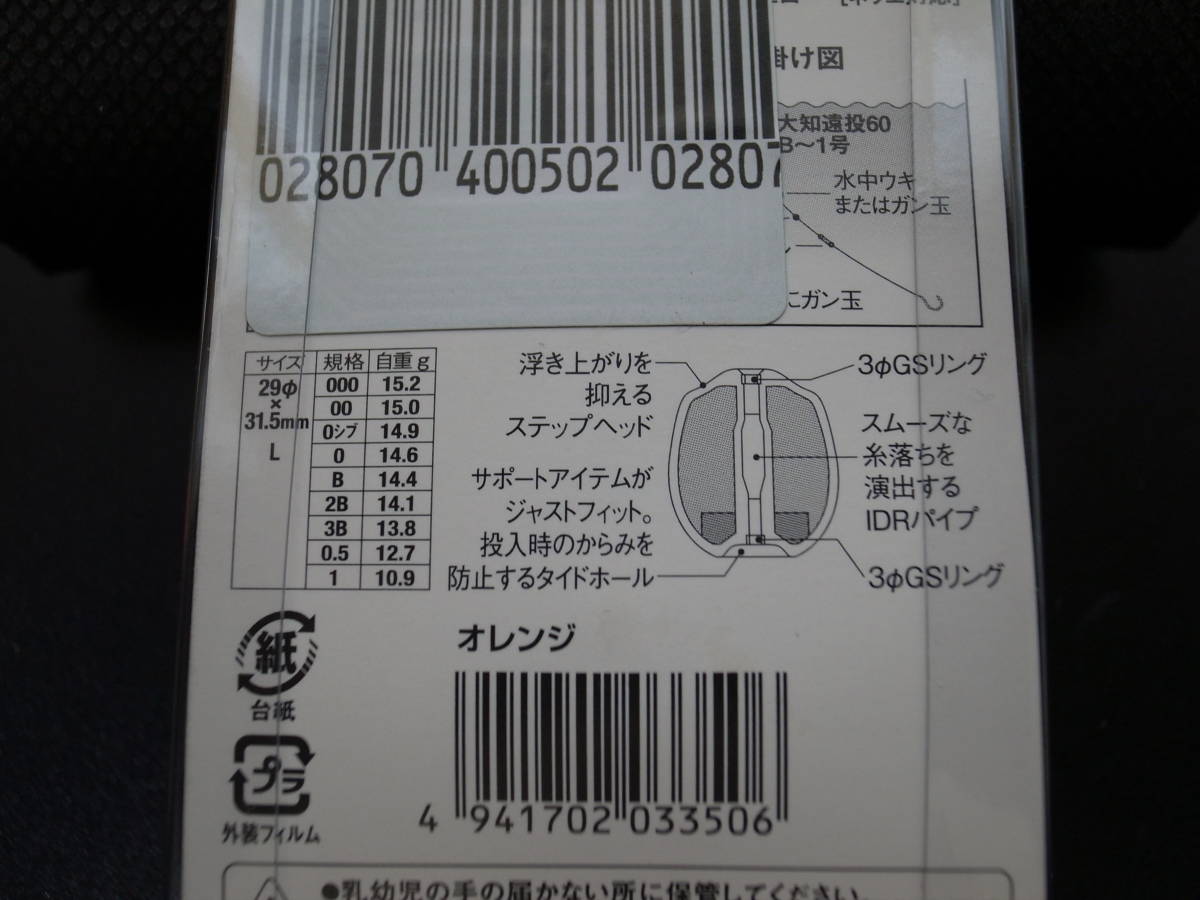 掛け図
大知遠投60
B〜1号
水中ウキ
またはガン玉
にガン玉
028070 400502 02807
サイズ 規格 自重g
29φ
×
31.5mm
L
000 15.2
00 15.0
0シブ 14.9
0 14.6
B 14.4
2B 14.1
3B 13.8
0.5 12.7
1 10.9
浮き上がりを
抑える
ステップヘッド
サポートアイテムが
ジャストフィット。
投入時のからみを
防止するタイドホール
3φGSリング
スムーズな
糸落ちを
演出する
IDRパイプ
3φGSリング
紙
台紙
プラ
外装フィルム
オレンジ
4 941702 033506
●乳幼児の手の届かない所に保管してください。